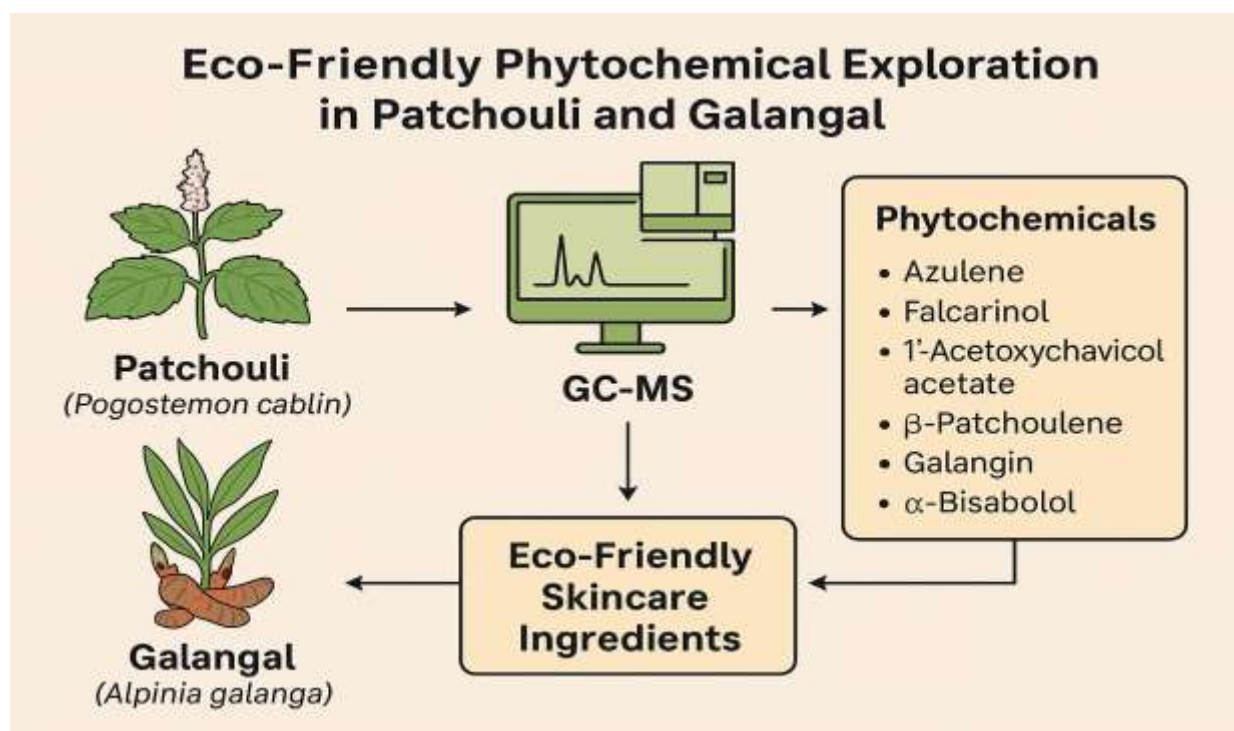 Eco-Friendly Phytochemical Exploration
in Patchouli and Galangal
Patchouli
(Pogostemon cablin)
GC-MS
Phytochemicals
• Azulene
• Falcarinol
• 1'-Acetoxychavicol
acetate
• β-Patchoulene
• Galangin
• α-Bisabolol
Eco-Friendly
Skincare
Ingredients
Galangal
(Alpinia galanga)